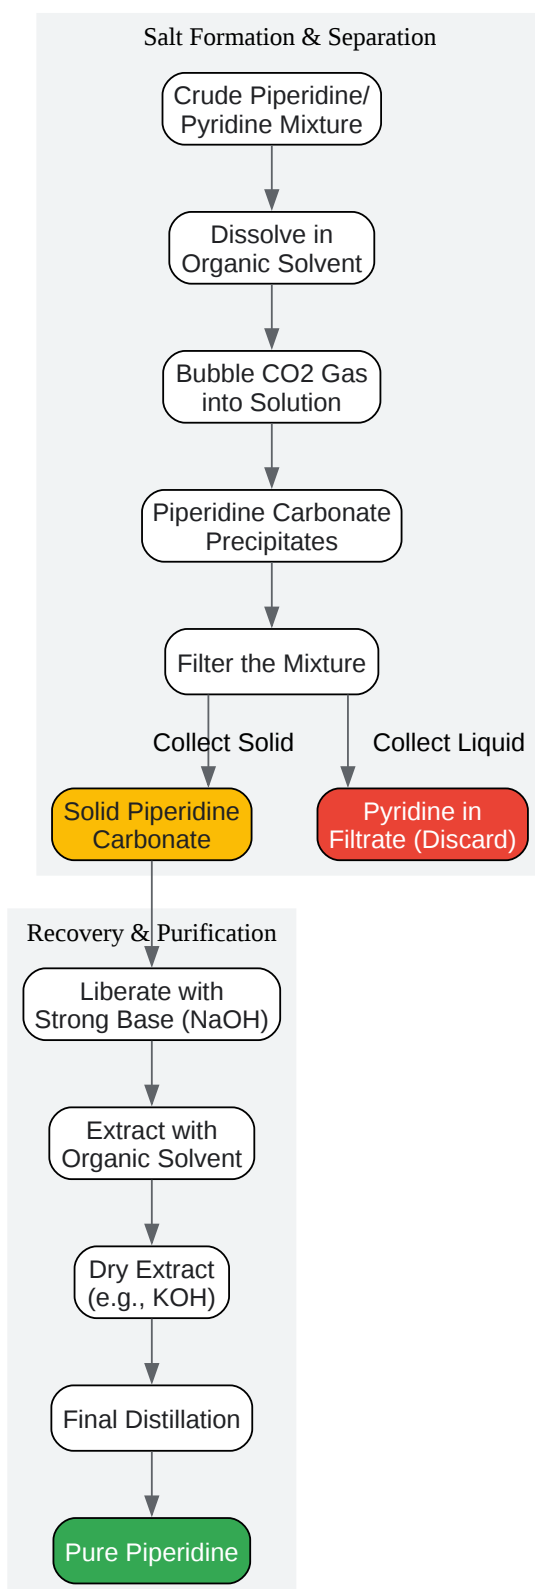 Salt Formation & Separation
Crude Piperidine/
Pyridine Mixture
Dissolve in
Organic Solvent
Bubble CO2 Gas
into Solution
Piperidine Carbonate
Precipitates
Filter the Mixture
Collect Solid
Collect Liquid
Solid Piperidine
Carbonate
Pyridine in
Filtrate (Discard)
Recovery & Purification
Liberate with
Strong Base (NaOH)
Extract with
Organic Solvent
Dry Extract
(e.g., KOH)
Final Distillation
Pure Piperidine